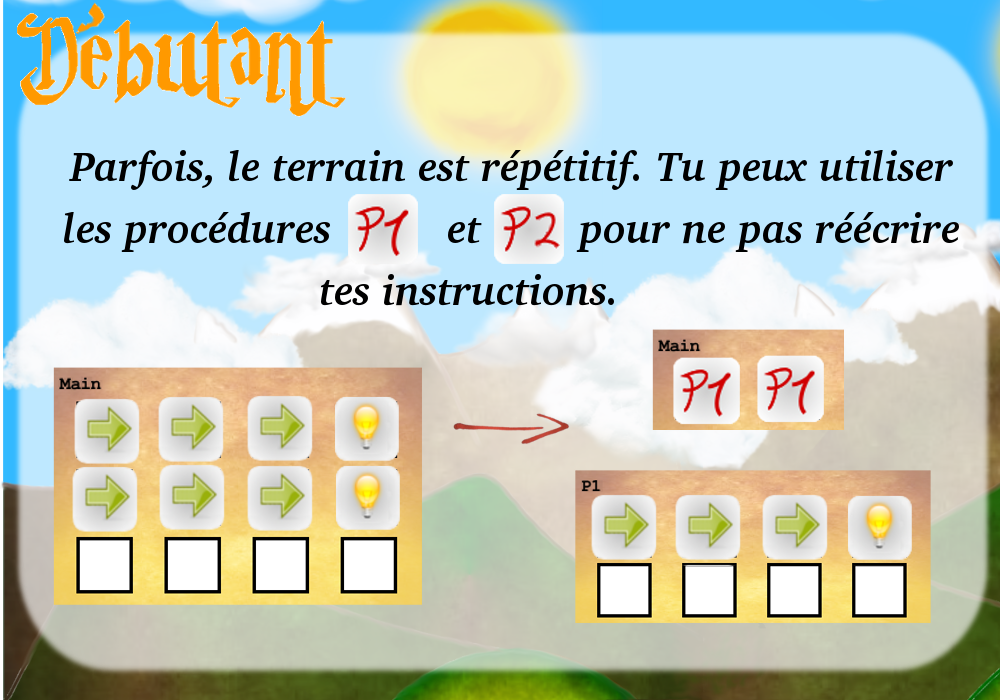 Débutant
Parfois, le terrain est répétitif. Tu peux utiliser
les procédures P1 et P2 pour ne pas réécrire
tes instructions.
Main
P1 P1
Main
P1